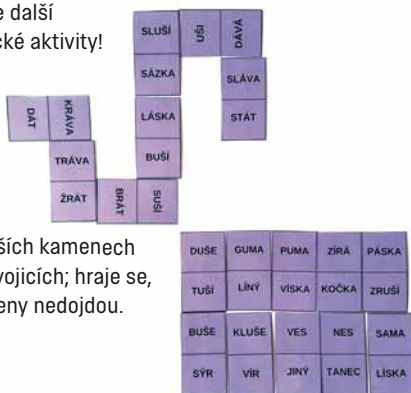 e další
cké aktivity!
SLUŠÍ UŠI DÁVÁ
SÁZKA SLÁVA
DÁT KRÁVA LÁSKA STÁT
TRÁVA BUŠÍ
ŽRÁT BRÁT SUŠÍ
ších kamenech
vojicích; hraje se,
eny nedojdou.
DUŠE GUMA PUMA ZÍRÁ PÁSKA
TUŠÍ LÍNÝ VÍSKA KOČKA ZRUŠÍ
BUŠE KLUŠE VES NES SAMA
SÝR VÍR JINÝ TANEC LÍSKA